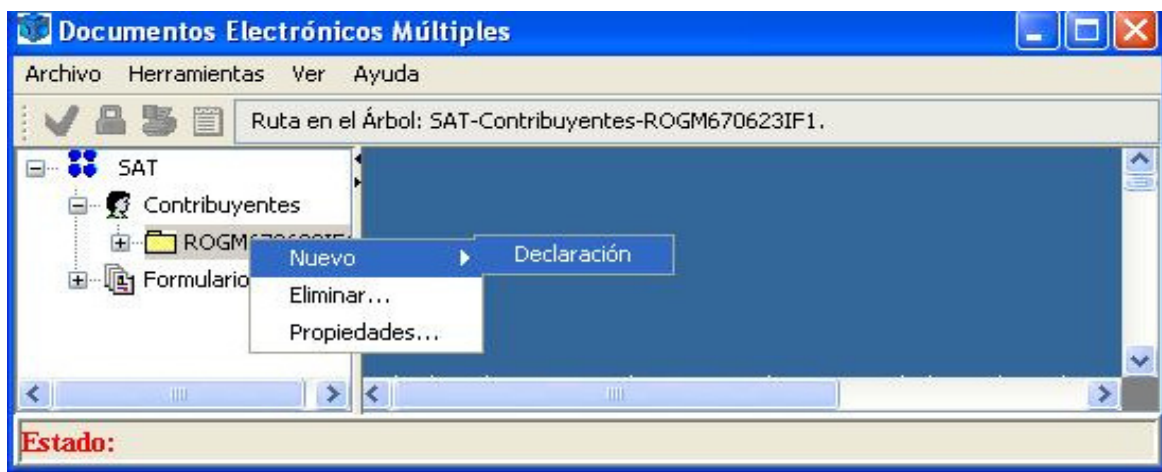 Documentos Electrónicos Múltiples
Archivo Herramientas Ver Ayuda
Ruta en el Árbol: SAT-Contribuyentes-ROGM670623IF1.
SAT
Contribuyentes
Nuevo
Declaración
Formulario
Eliminar...
Propiedades...
Estado: